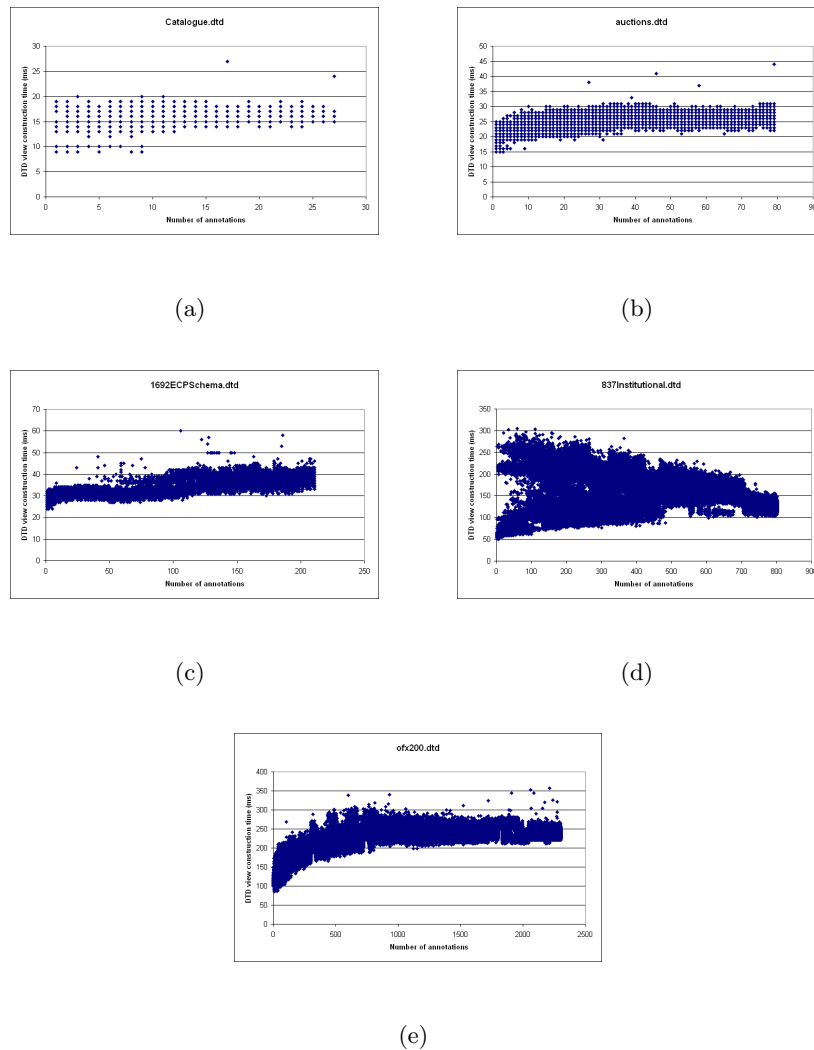 Catalogue.dtd
DTD view construction time (ms)
30
25
20
15
10
5
0
0 5 10 15 20 25 30
Number of annotations
(a)
auctions.dtd
DTD view construction time (ms)
50
45
40
35
30
25
20
15
10
5
0
0 10 20 30 40 50 60 70 80 90
Number of annotations
(b)
1692ECPSchema.dtd
DTD view construction time (ms)
70
60
50
40
30
20
10
0
0 50 100 150 200 250
Number of annotations
(c)
837Institutional.dtd
DTD view construction time (ms)
350
300
250
200
150
100
50
0
0 100 200 300 400 500 600 700 800 900
Number of annotations
(d)
ofx200.dtd
DTD view construction time (ms)
400
350
300
250
200
150
100
50
0
0 500 1000 1500 2000 2500
Number of annotations
(e)